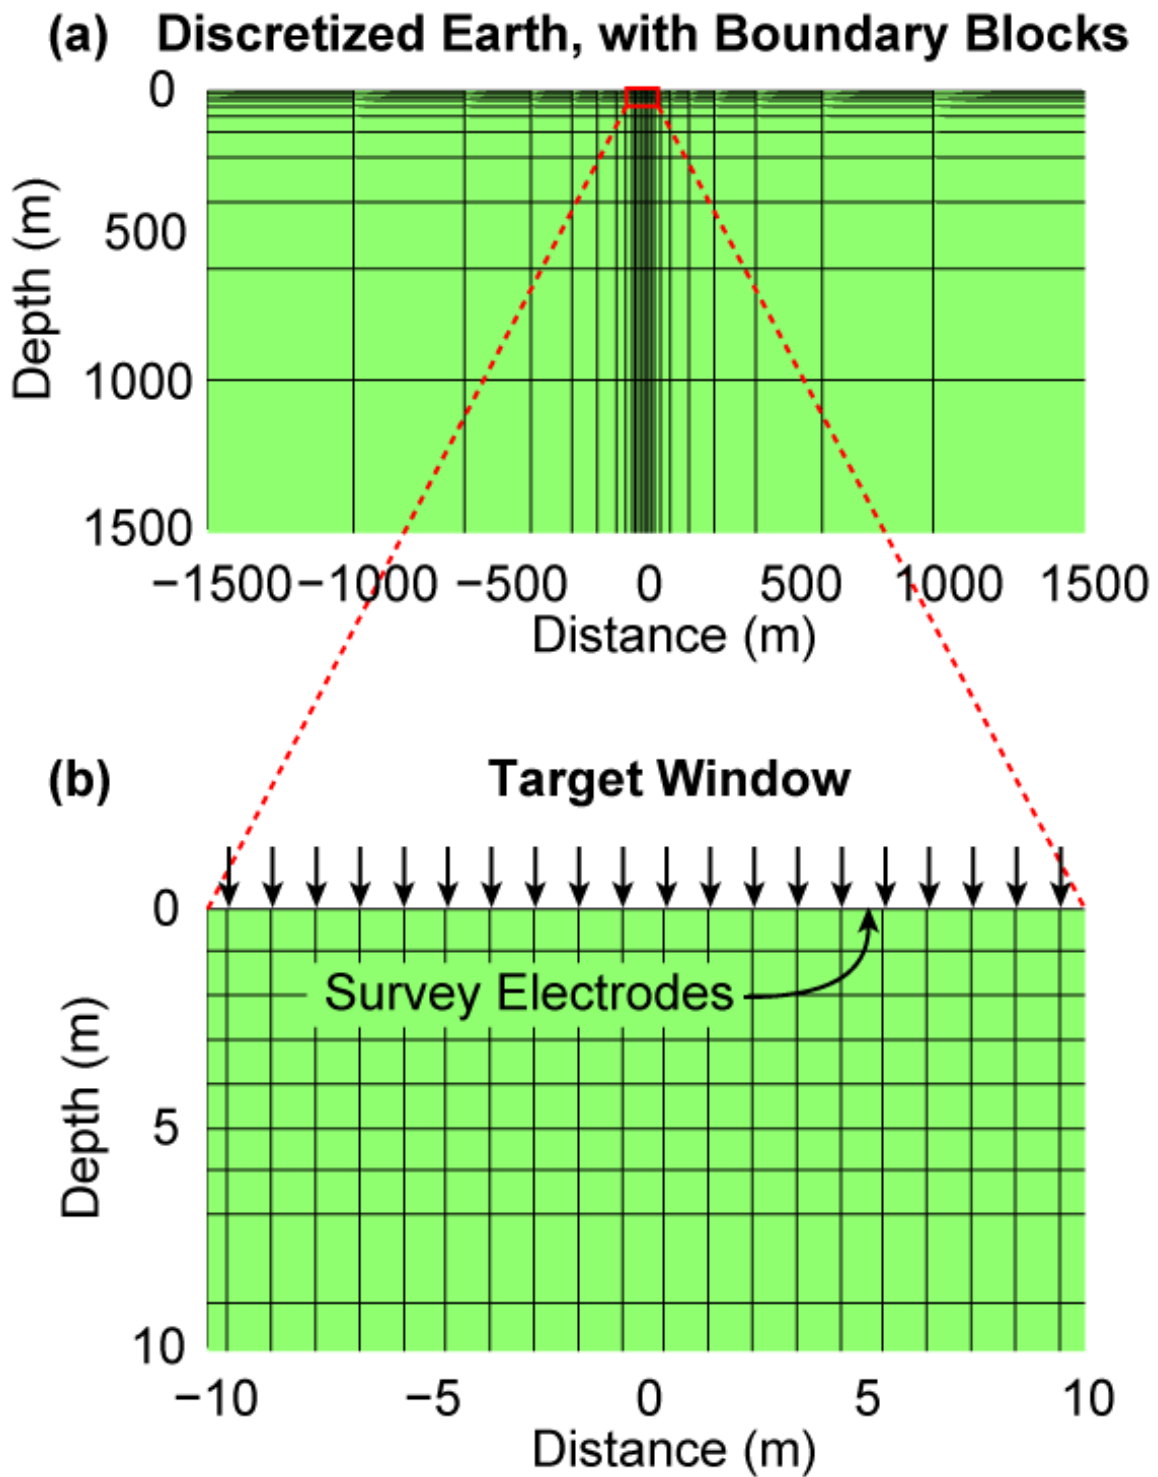 (a) Discretized Earth, with Boundary Blocks
0
500
1000
1500
Depth (m)
−1500 −1000 −500 0 500 1000 1500
Distance (m)
(b) Target Window
0
Survey Electrodes
5
10
Depth (m)
−10 −5 0 5 10
Distance (m)